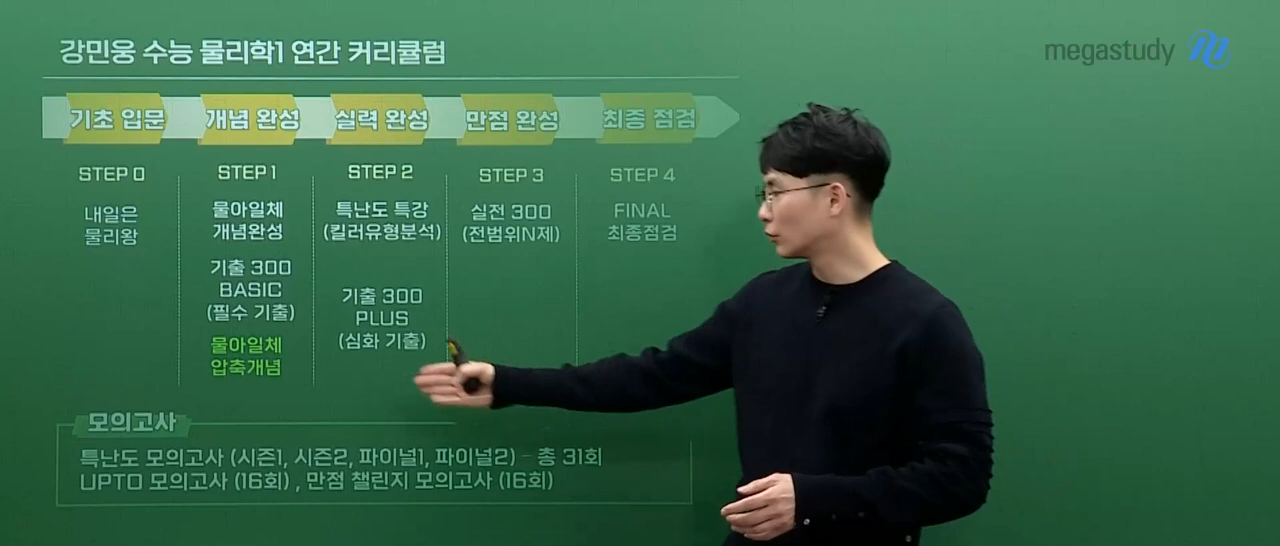 강민웅 수능 물리학1 연간 커리큘럼
megastudy
기초 입문
개념 완성
실력 완성
만점 완성
최종 점검
STEP 0
내일은
물리왕
STEP 1
물아일체
개념완성
기출 300
BASIC
(필수 기출)
물아일체
압축개념
STEP 2
특난도 특강
(킬러유형분석)
기출 300
PLUS
(심화 기출)
STEP 3
실전 300
(전범위N제)
STEP 4
FINAL
최종점검
모의고사
특난도 모의고사 (시즌1, 시즌2, 파이널1, 파이널2) - 총 31회
UPTO 모의고사 (16회) , 만점 챌린지 모의고사 (16회)